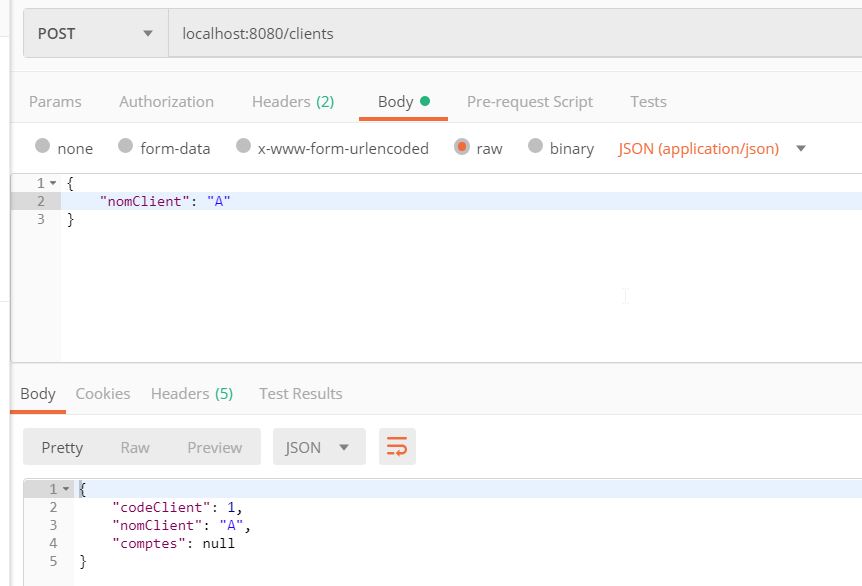 POST localhost:8080/clients
Params Authorization Headers (2) Body Pre-request Script Tests
none form-data x-www-form-urlencoded raw binary JSON (application/json)
1 {
2 "nomClient": "A"
3 }
Body Cookies Headers (5) Test Results
Pretty Raw Preview JSON
1 {
2 "codeClient": 1,
3 "nomClient": "A",
4 "comptes": null
5 }